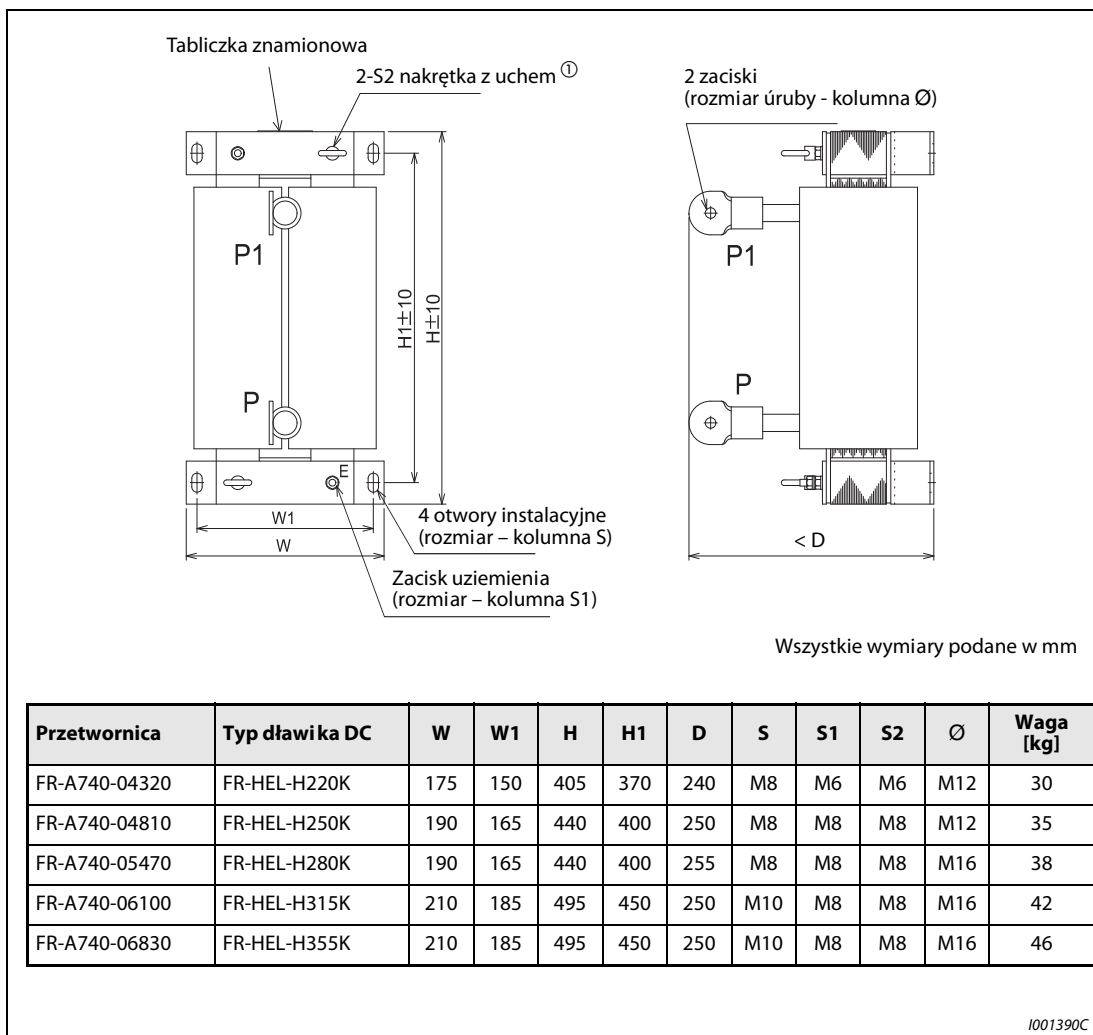 Tabliczka znamionowa
2-S2 nakrętka z uchem ①
2 zaciski
(rozmiar úruby - kolumna Ø)
P1
P
E
H1±10
H±10
W1
W
4 otwory instalacyjne
(rozmiar – kolumna S)
Zacisk uziemienia
(rozmiar – kolumna S1)
P1
P
< D
Wszystkie wymiary podane w mm
Przetwornica Typ dławika DC W W1 H H1 D S S1 S2 Ø Waga [kg]
FR-A740-04320 FR-HEL-H220K 175 150 405 370 240 M8 M6 M6 M12 30
FR-A740-04810 FR-HEL-H250K 190 165 440 400 250 M8 M8 M8 M12 35
FR-A740-05470 FR-HEL-H280K 190 165 440 400 255 M8 M8 M8 M16 38
FR-A740-06100 FR-HEL-H315K 210 185 495 450 250 M10 M8 M8 M16 42
FR-A740-06830 FR-HEL-H355K 210 185 495 450 250 M10 M8 M8 M16 46
I001390C